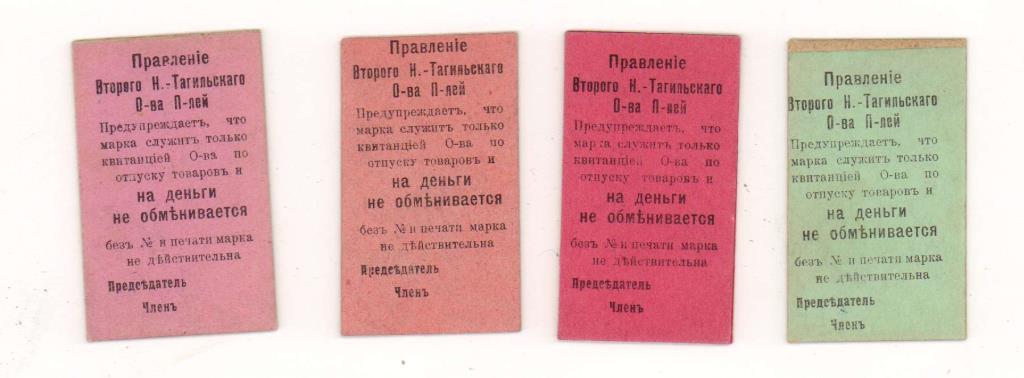 Правленіе
Второго Н.-Тагильскаго
О-ва П-лей
Предупреждаетъ, что
марка служитъ только
квитанціей О-ва по
отпуску товаровъ и
на деньги
не обмѣнивается
безъ № и печати марка
не дѣйствительна
Предсѣдатель
Членъ
Правленіе
Второго Н.-Тагильскаго
О-ва П-лей
Предупреждаетъ, что
марка служитъ только
квитанціей О-ва по
отпуску товаровъ и
на деньги
не обмѣнивается
безъ № и печати марка
не дѣйствительна
Предсѣдатель
Членъ
Правленіе
Второго Н.-Тагильскаго
О-ва П-лей
Предупреждаетъ, что
марка служитъ только
квитанціей О-ва по
отпуску товаровъ и
на деньги
не обмѣнивается
безъ № и печати марка
не дѣйствительна
Предсѣдатель
Членъ
Правленіе
Второго Н.-Тагильскаго
О-ва П-лей
Предупреждаетъ, что
марка служитъ только
квитанціей О-ва по
отпуску товаровъ и
на деньги
не обмѣнивается
безъ № и печати марка
не дѣйствительна
Предсѣдатель
Членъ